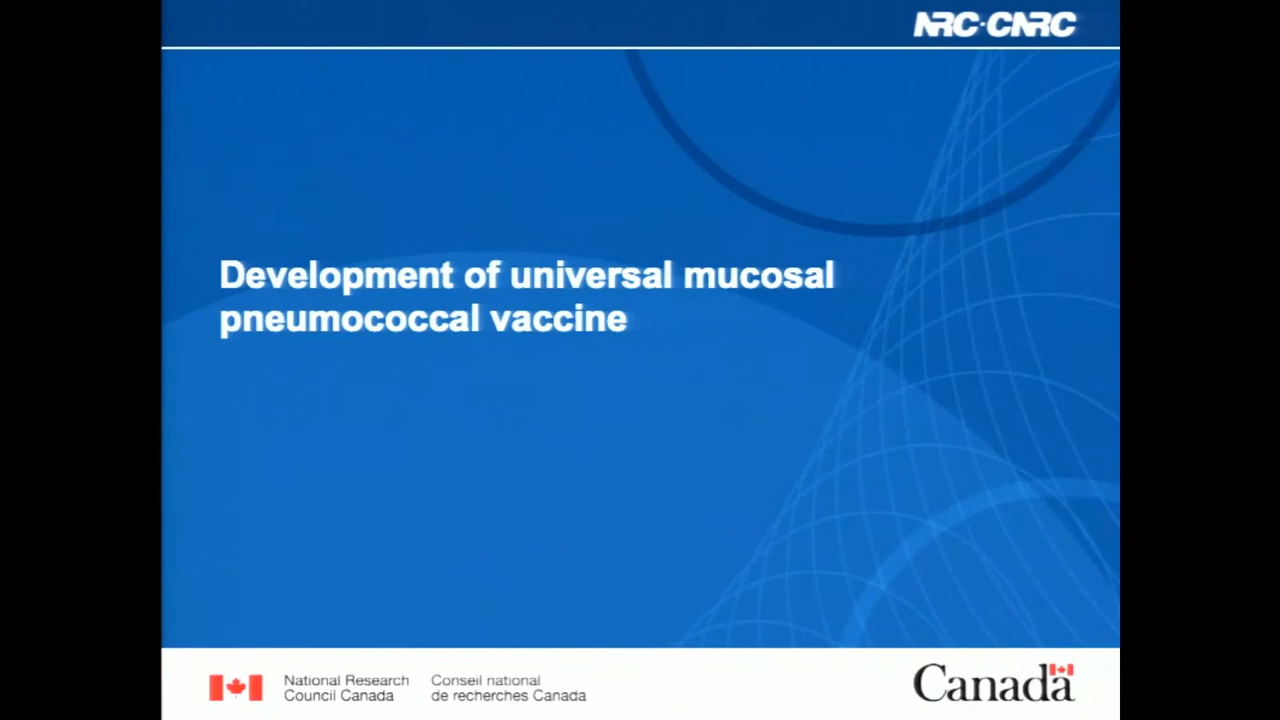 NRC·CNRC
Development of universal mucosal
pneumococcal vaccine
National Research
Council Canada
Conseil national
de recherches Canada
Canada